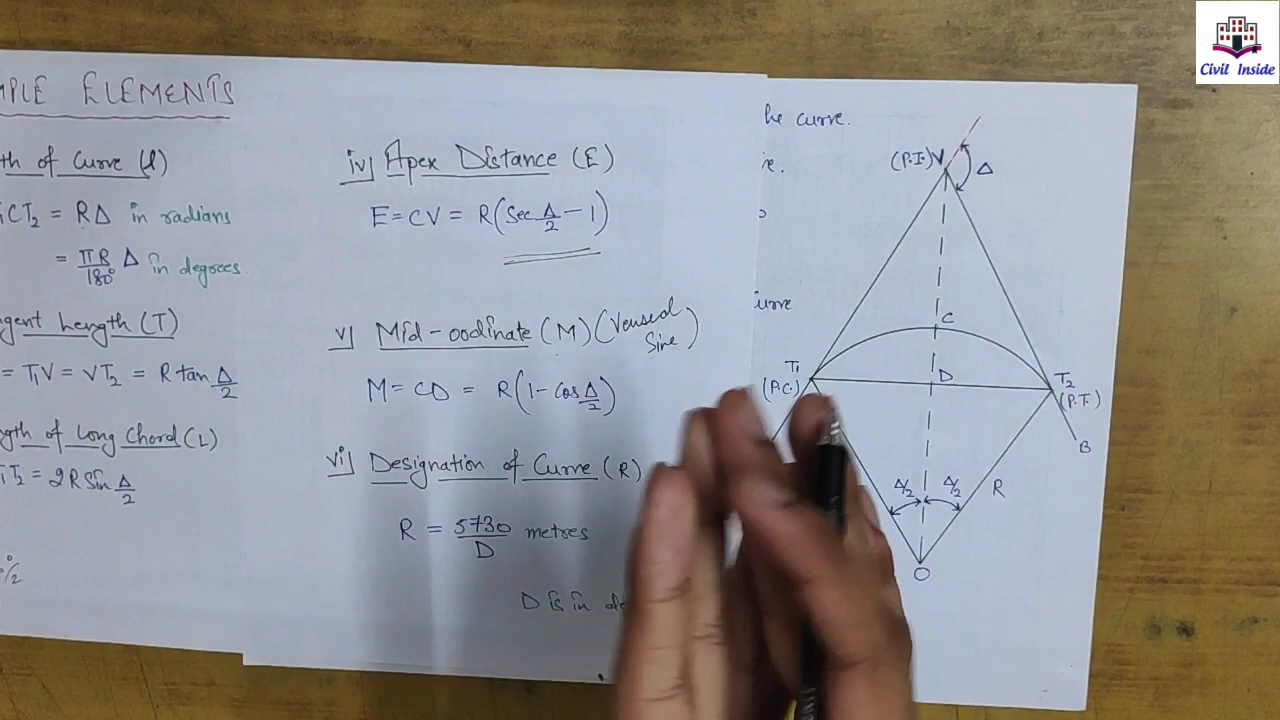 PLE ELEMENTS
th of Curve (l)
CT₂ = RΔ in radians
= πR/180° Δ in degrees.
gent Length (T)
= T₁V = VT₂ = R tan Δ/2
gth of Long Chord (L)
T₂ = 2R Sin Δ/2
iv] Apex Distance (E)
E = CV = R(Sec Δ/2 - 1)
v] Mid-oodinate (M) (Versed
Sine)
M = CD = R(1 - Cos Δ/2)
vi] Designation of Curve (R)
R = 5730/D metres
D is in de
he curve.
urve
(P.I.) V
Δ
C
T₁
(P.C.)
D
T₂
(P.T)
B
Δ/2 Δ/2
R
O
Civil Inside